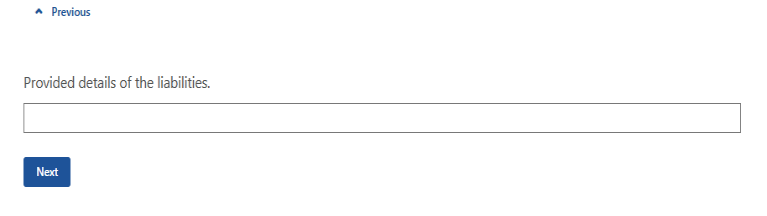 Previous
Provided details of the liabilities.
Next